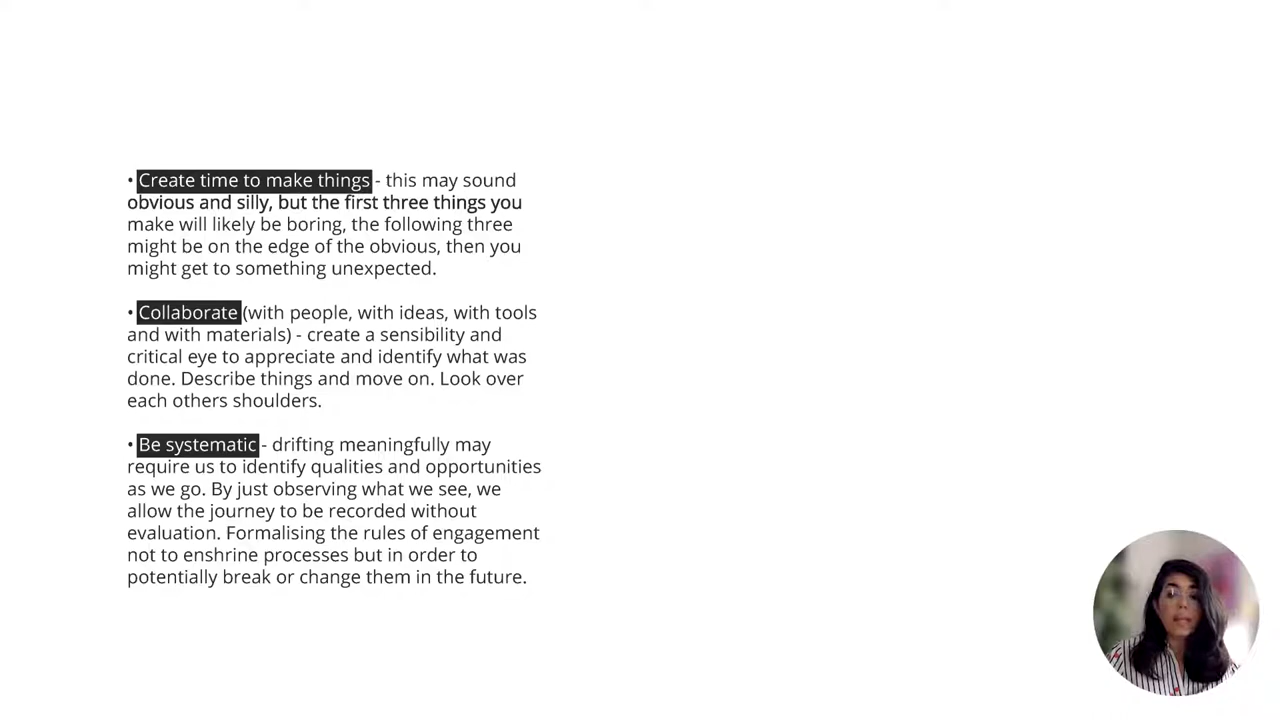 • Create time to make things - this may sound
obvious and silly, but the first three things you
make will likely be boring, the following three
might be on the edge of the obvious, then you
might get to something unexpected.
• Collaborate (with people, with ideas, with tools
and with materials) - create a sensibility and
critical eye to appreciate and identify what was
done. Describe things and move on. Look over
each others shoulders.
• Be systematic - drifting meaningfully may
require us to identify qualities and opportunities
as we go. By just observing what we see, we
allow the journey to be recorded without
evaluation. Formalising the rules of engagement
not to enshrine processes but in order to
potentially break or change them in the future.